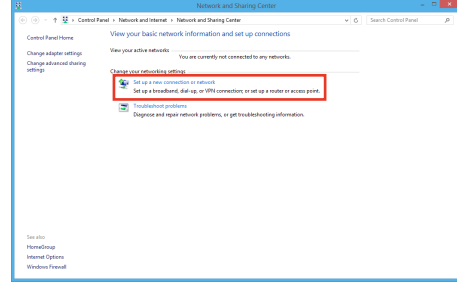 Network and Sharing Center
Control Panel › Network and Internet › Network and Sharing Center
Search Control Panel
Control Panel Home
Change adapter settings
Change advanced sharing
settings
View your basic network information and set up connections
View your active networks
You are currently not connected to any networks.
Change your networking settings
Set up a new connection or network
Set up a broadband, dial-up, or VPN connection; or set up a router or access point.
Troubleshoot problems
Diagnose and repair network problems, or get troubleshooting information.
See also
HomeGroup
Internet Options
Windows Firewall